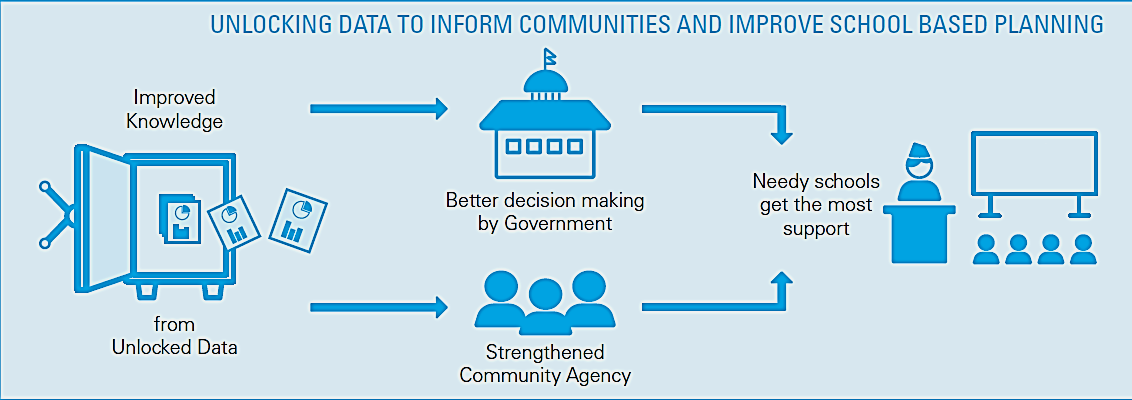 UNLOCKING DATA TO INFORM COMMUNITIES AND IMPROVE SCHOOL BASED PLANNING
Improved
Knowledge
from
Unlocked Data
Better decision making
by Government
Strengthened
Community Agency
Needy schools
get the most
support